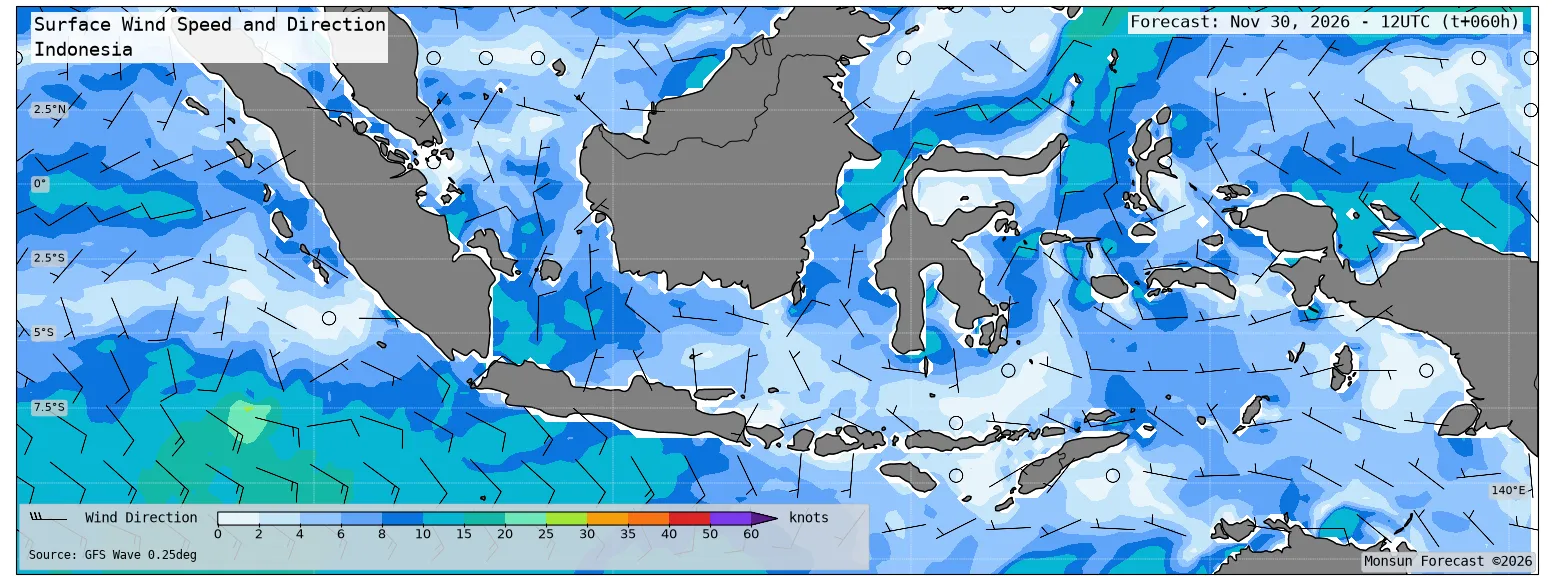 Surface Wind Speed and Direction
Indonesia
Forecast: Nov 30, 2026 - 12UTC (t+060h)
2.5°N
0°
2.5°S
5°S
7.5°S
140°E
Wind Direction
knots
0 2 4 6 8 10 15 20 25 30 35 40 50 60
Source: GFS Wave 0.25deg
Monsun Forecast ©2026